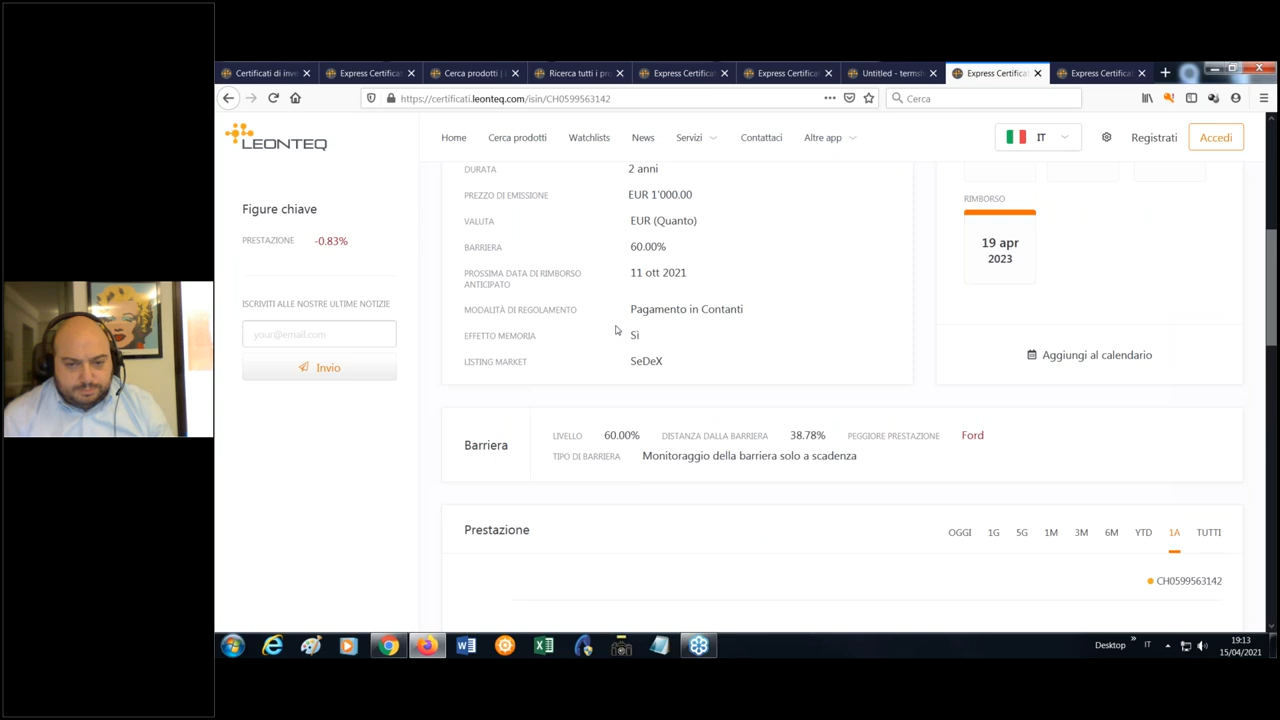 Certificati di inv
Express Certifica
Cerca prodotti |
Ricerca tutti i pr
Express Certifica
Express Certifica
Untitled - termsh
Express Certifica
Express Certifica
https://certificati.leonteq.com/isin/CH0599563142
Cerca
LEONTEQ
Home
Cerca prodotti
Watchlists
News
Servizi
Contattaci
Altre app
IT
Registrati
Accedi
Figure chiave
PRESTAZIONE -0.83%
ISCRIVITI ALLE NOSTRE ULTIME NOTIZIE
your@email.com
Invio
DURATA 2 anni
PREZZO DI EMISSIONE EUR 1'000.00
VALUTA EUR (Quanto)
BARRIERA 60.00%
PROSSIMA DATA DI RIMBORSO 11 ott 2021
ANTICIPATO
MODALITÀ DI REGOLAMENTO Pagamento in Contanti
EFFETTO MEMORIA Si
LISTING MARKET SeDeX
RIMBORSO
19 apr
2023
Aggiungi al calendario
Barriera
LIVELLO 60.00% DISTANZA DALLA BARRIERA 38.78% PEGGIORE PRESTAZIONE Ford
TIPO DI BARRIERA Monitoraggio della barriera solo a scadenza
Prestazione
OGGI 1G 5G 1M 3M 6M YTD 1A TUTTI
CH0599563142
Desktop
IT
19:13
15/04/2021